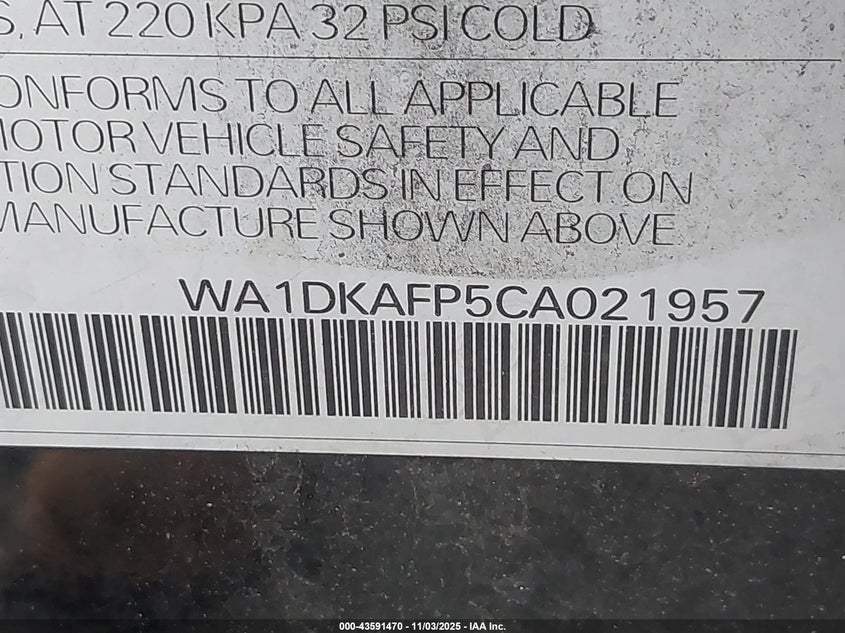 S, AT 220 KPA 32 PSI COLD
ONFORMS TO ALL APPLICABLE
MOTOR VEHICLE SAFETY AND
TION STANDARDS IN EFFECT ON
MANUFACTURE SHOWN ABOVE
WA1DKAFP5CA021957
000-43591470 - 11/03/2025 - IAA Inc.